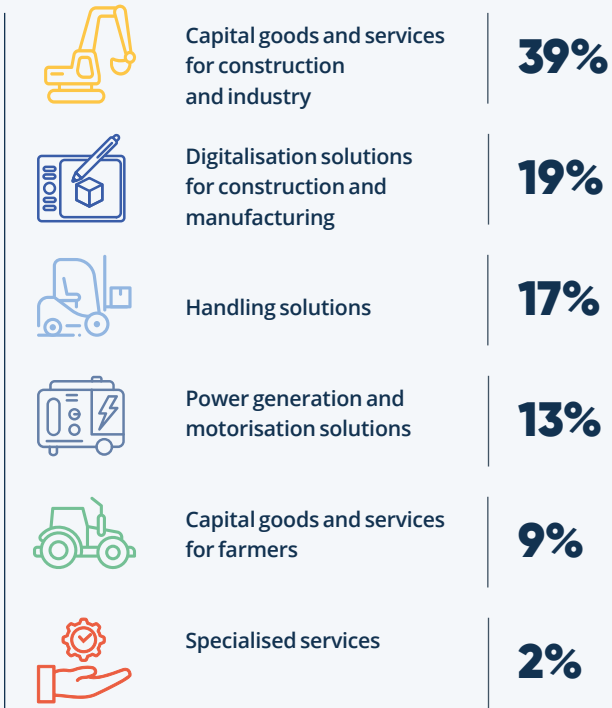 Capital goods and services
for construction
and industry
39%
Digitalisation solutions
for construction and
manufacturing
19%
Handling solutions
17%
Power generation and
motorisation solutions
13%
Capital goods and services
for farmers
9%
Specialised services
2%